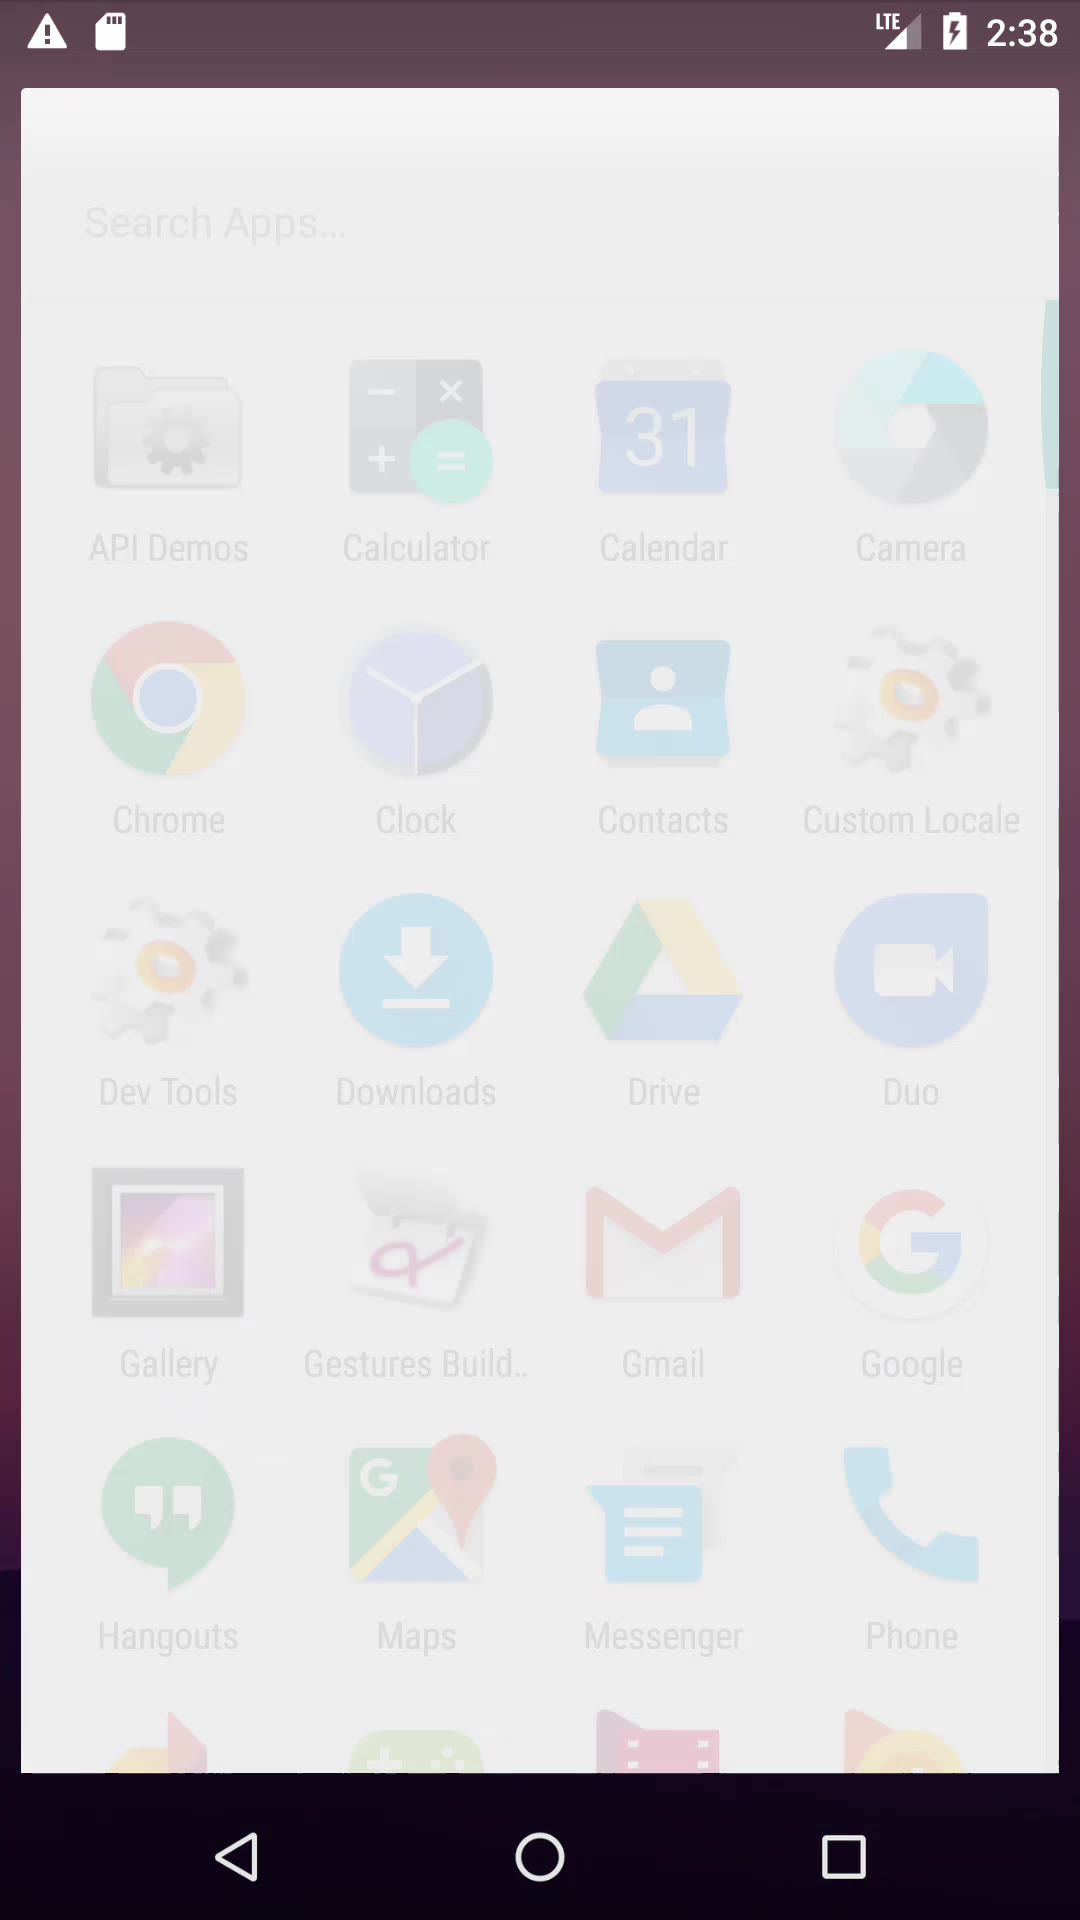 LTE 2:38
Search Apps...
31
API Demos Calculator Calendar Camera
Chrome Clock Contacts Custom Locale
Dev Tools Downloads Drive Duo
Gallery Gestures Build.. Gmail Google
Hangouts Maps Messenger Phone